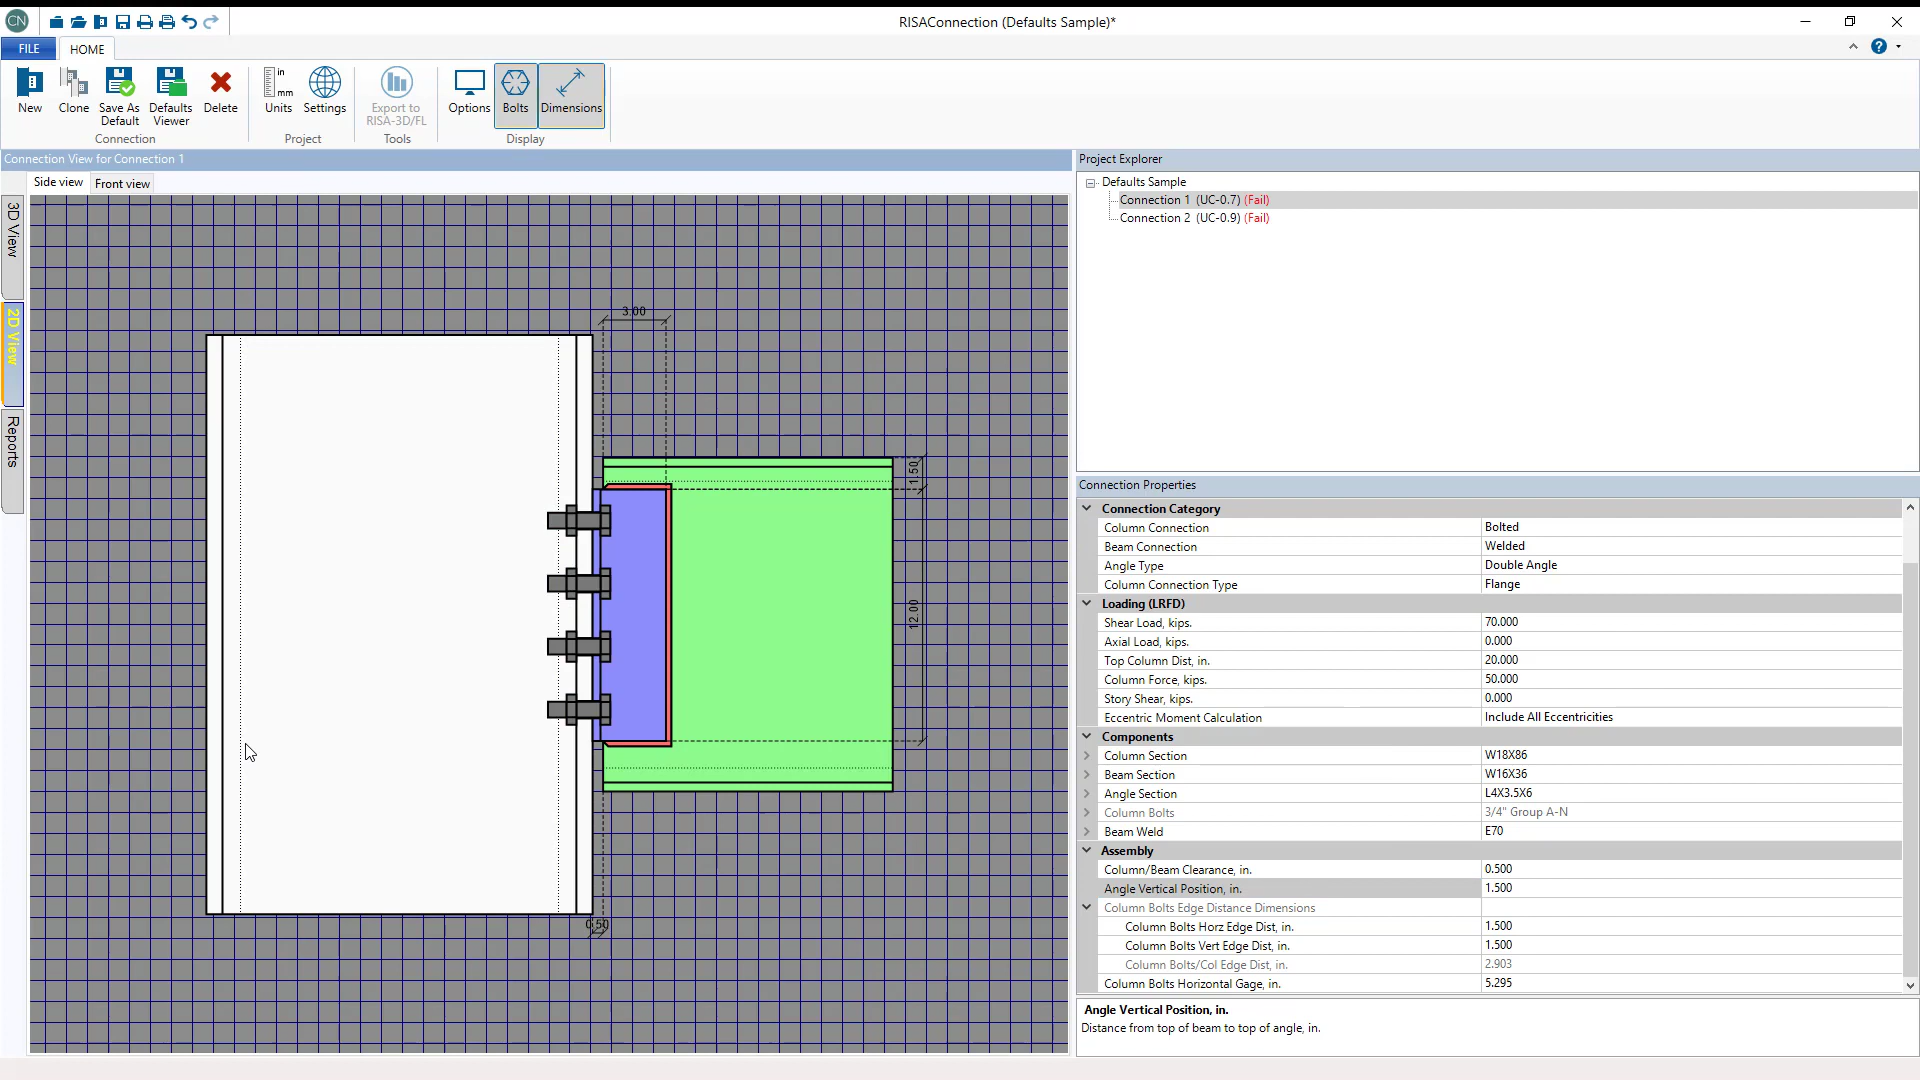 CN
RISAConnection (Defaults Sample)*
FILE
HOME
?
in
mm
New
Clone
Save As Default
Defaults Viewer
Delete
Units
Settings
Export to RISA-3D/FL
Options
Bolts
Dimensions
Connection
Project
Tools
Display
Connection View for Connection 1
Side view
Front view
3D View
2D View
Reports
3.00
1.50
12.00
0.50
Project Explorer
Defaults Sample
Connection 1 (UC-0.7) (Fail)
Connection 2 (UC-0.9) (Fail)
Connection Properties
Connection Category
Column Connection Bolted
Beam Connection Welded
Angle Type Double Angle
Column Connection Type Flange
Loading (LRFD)
Shear Load, kips. 70.000
Axial Load, kips. 0.000
Top Column Dist, in. 20.000
Column Force, kips. 50.000
Story Shear, kips. 0.000
Eccentric Moment Calculation Include All Eccentricities
Components
Column Section W18X86
Beam Section W16X36
Angle Section L4X3.5X6
Column Bolts 3/4" Group A-N
Beam Weld E70
Assembly
Column/Beam Clearance, in. 0.500
Angle Vertical Position, in. 1.500
Column Bolts Edge Distance Dimensions
Column Bolts Horz Edge Dist, in. 1.500
Column Bolts Vert Edge Dist, in. 1.500
Column Bolts/Col Edge Dist, in. 2.903
Column Bolts Horizontal Gage, in. 5.295
Angle Vertical Position, in.
Distance from top of beam to top of angle, in.